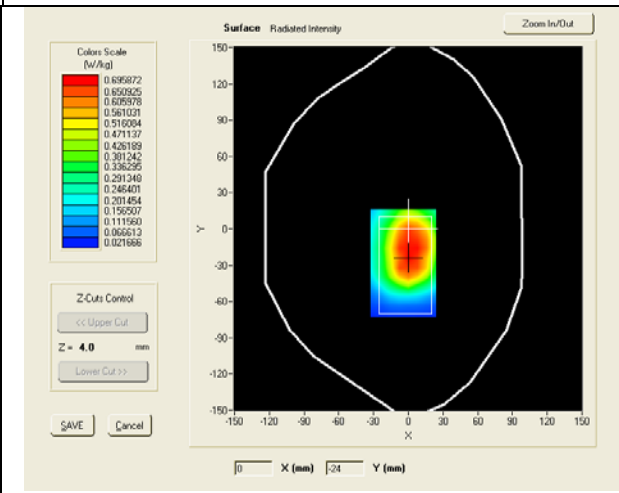 Surface Radiated Intensity
Zoom In/Out
Colors Scale
(W/kg)
0.695872
0.650925
0.605978
0.561031
0.516084
0.471137
0.426189
0.381242
0.336295
0.291348
0.246401
0.201454
0.156507
0.111560
0.066613
0.021666
150
120
90
60
30
0
-30
-60
-90
-120
-150
Y
-150 -120 -90 -60 -30 0 30 60 90 120 150
X
Z-Cuts Control
<< Upper Cut
Z = 4.0 mm
Lower Cut >>
SAVE Cancel
0 X (mm) -24 Y (mm)